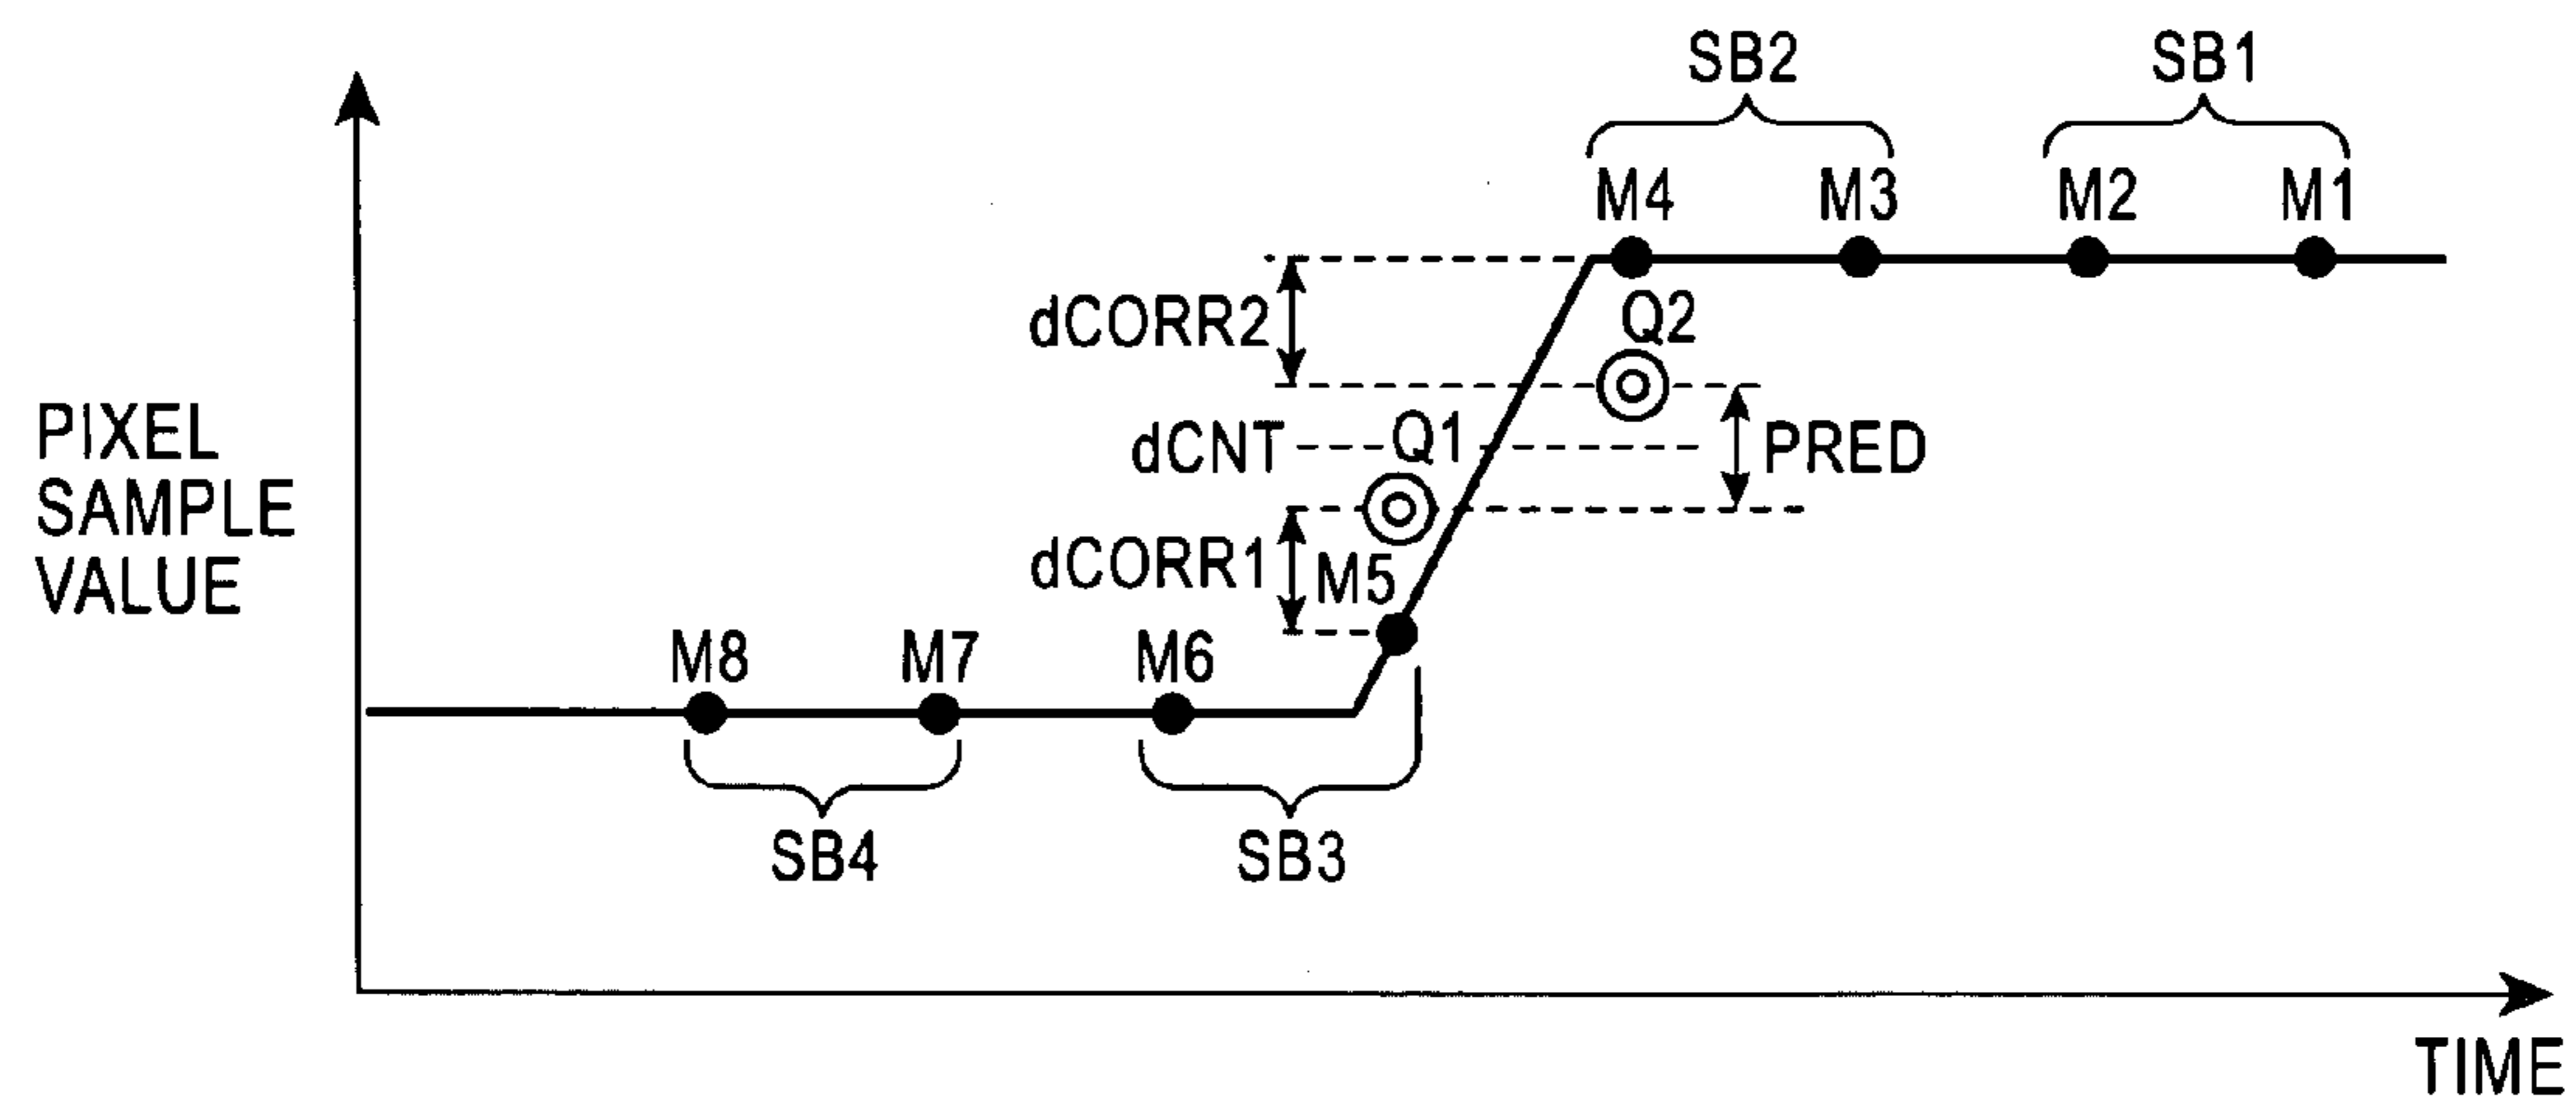 SB2 SB1
M4 M3 M2 M1
dCORR2 Q2
dCNT Q1 PRED
PIXEL
SAMPLE
VALUE
dCORR1 M5
M8 M7 M6
SB4 SB3
TIME